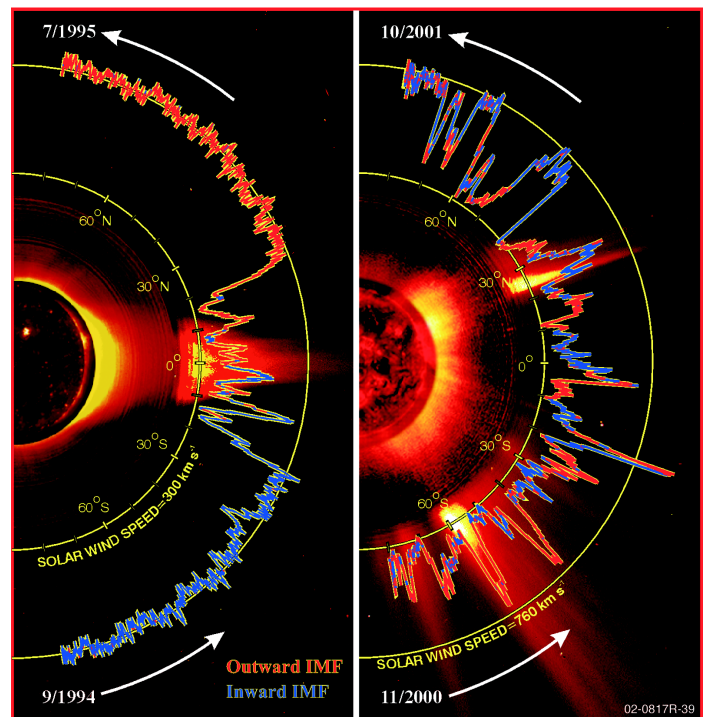 7/1995
60°N
30°N
0°
30°S
60°S
SOLAR WIND SPEED=300 km s⁻¹
9/1994
Outward IMF
Inward IMF
10/2001
60°N
30°N
0°
30°S
60°S
SOLAR WIND SPEED=760 km s⁻¹
11/2000
02-0817R-39